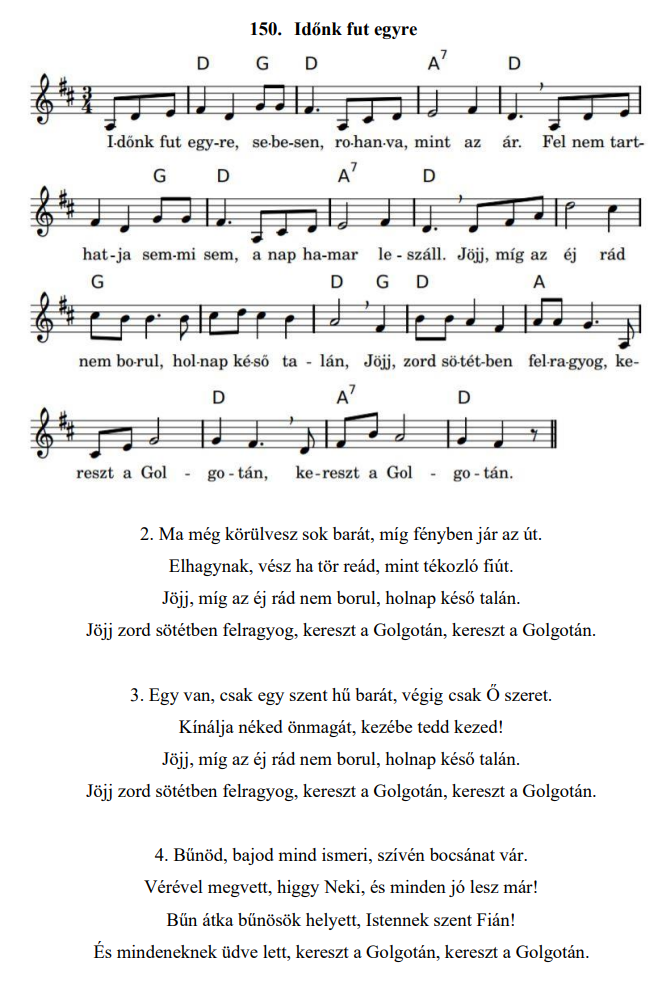 150. Időnk fut egyre
D G D A7 D
3 4
I-dőnk fut egy-re, se-be-sen, ro-han-va, mint az ár. Fel nem tart-
G D A7 D
hat-ja sem-mi sem, a nap ha-mar le - száll. Jöjj, míg az éj rád
G D G D A
nem bo-rul, hol-nap ké-ső ta - lán, Jöjj, zord sö-tét-ben fel-ra-gyog, ke-
D A7 D
reszt a Gol - go - tán, ke-reszt a Gol - go - tán.
2. Ma még körülvesz sok barát, míg fényben jár az út.
Elhagynak, vész ha tör reád, mint tékozló fiút.
Jöjj, míg az éj rád nem borul, holnap késő talán.
Jöjj zord sötétben felragyog, kereszt a Golgotán, kereszt a Golgotán.
3. Egy van, csak egy szent hű barát, végig csak Ő szeret.
Kínálja néked önmagát, kezébe tedd kezed!
Jöjj, míg az éj rád nem borul, holnap késő talán.
Jöjj zord sötétben felragyog, kereszt a Golgotán, kereszt a Golgotán.
4. Bűnöd, bajod mind ismeri, szívén bocsánat vár.
Vérével megvett, higgy Neki, és minden jó lesz már!
Bűn átka bűnösök helyett, Istennek szent Fián!
És mindeneknek üdve lett, kereszt a Golgotán, kereszt a Golgotán.